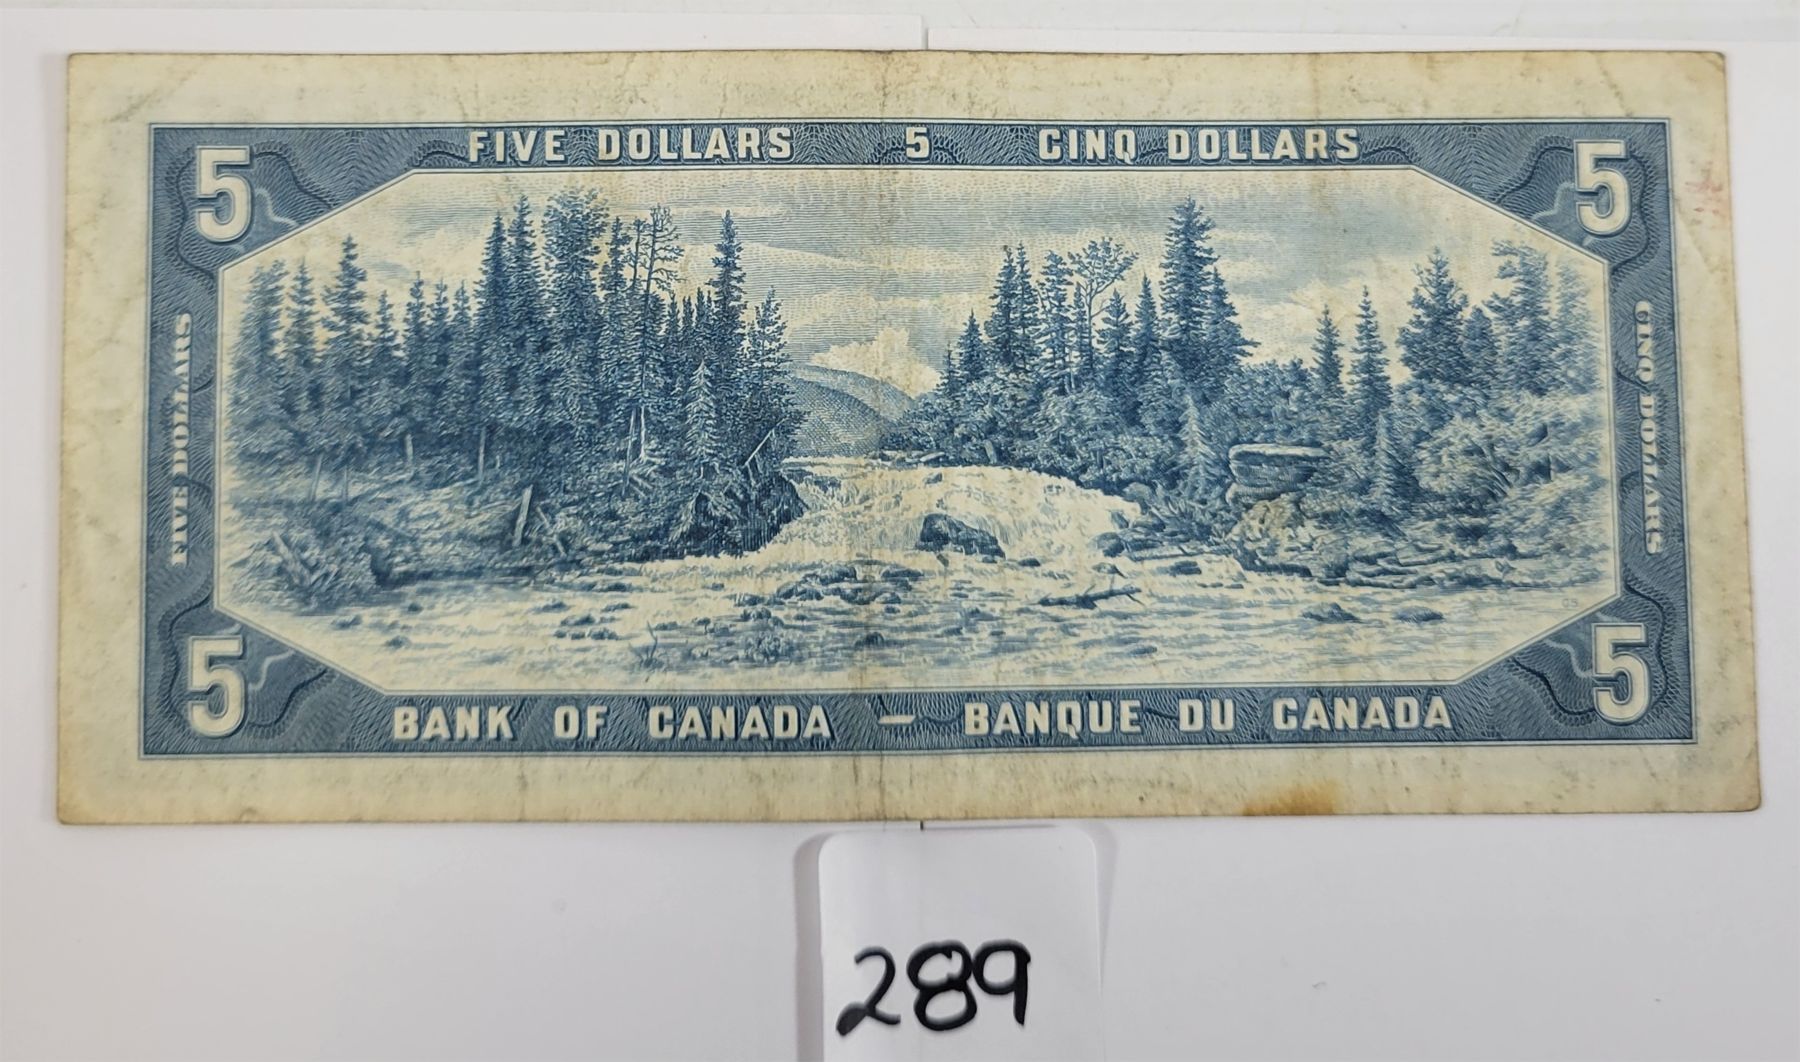 FIVE DOLLARS 5 CINQ DOLLARS
5 5
FIVE DOLLARS
CINQ DOLLARS
5 5
BANK OF CANADA — BANQUE DU CANADA
289